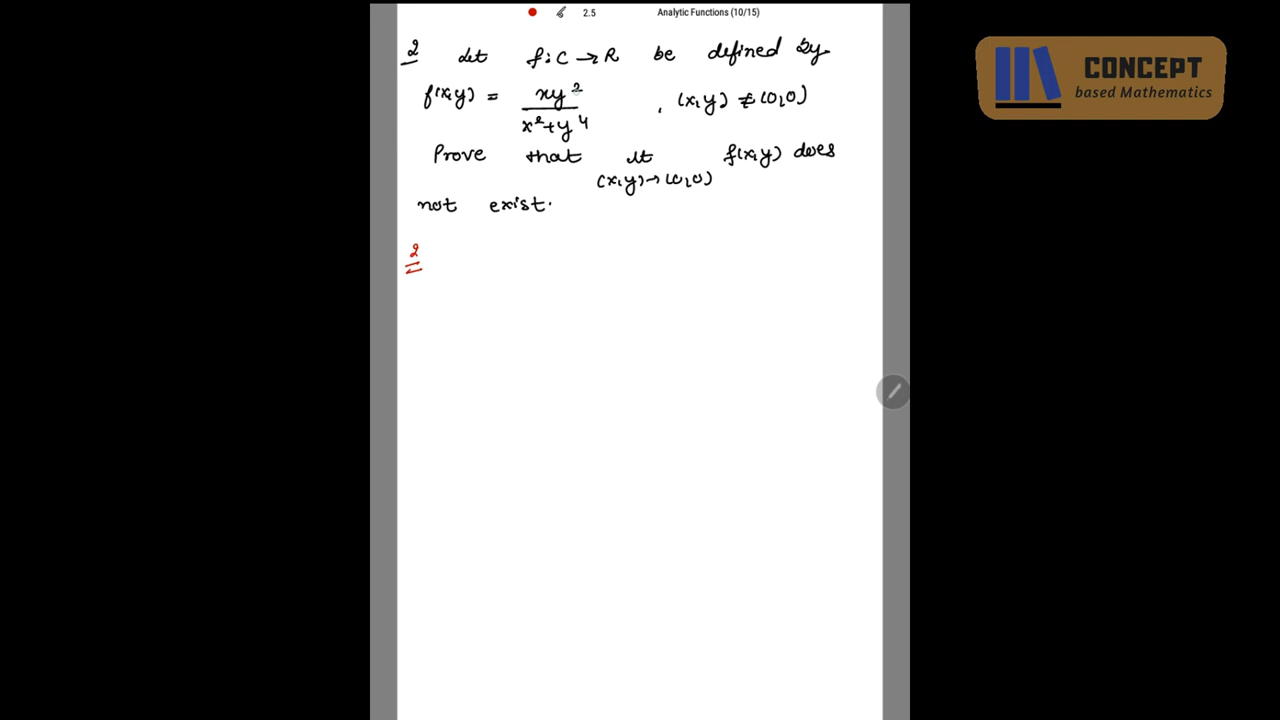 2.5 Analytic Functions (10/15)
2 Let f: C → R be defined by
f(x,y) = xy²/(x²+y⁴) , (x,y) ≠ (0,0)
Prove that lt f(x,y) does
(x,y)→(0,0)
not exist.
2
CONCEPT
based Mathematics